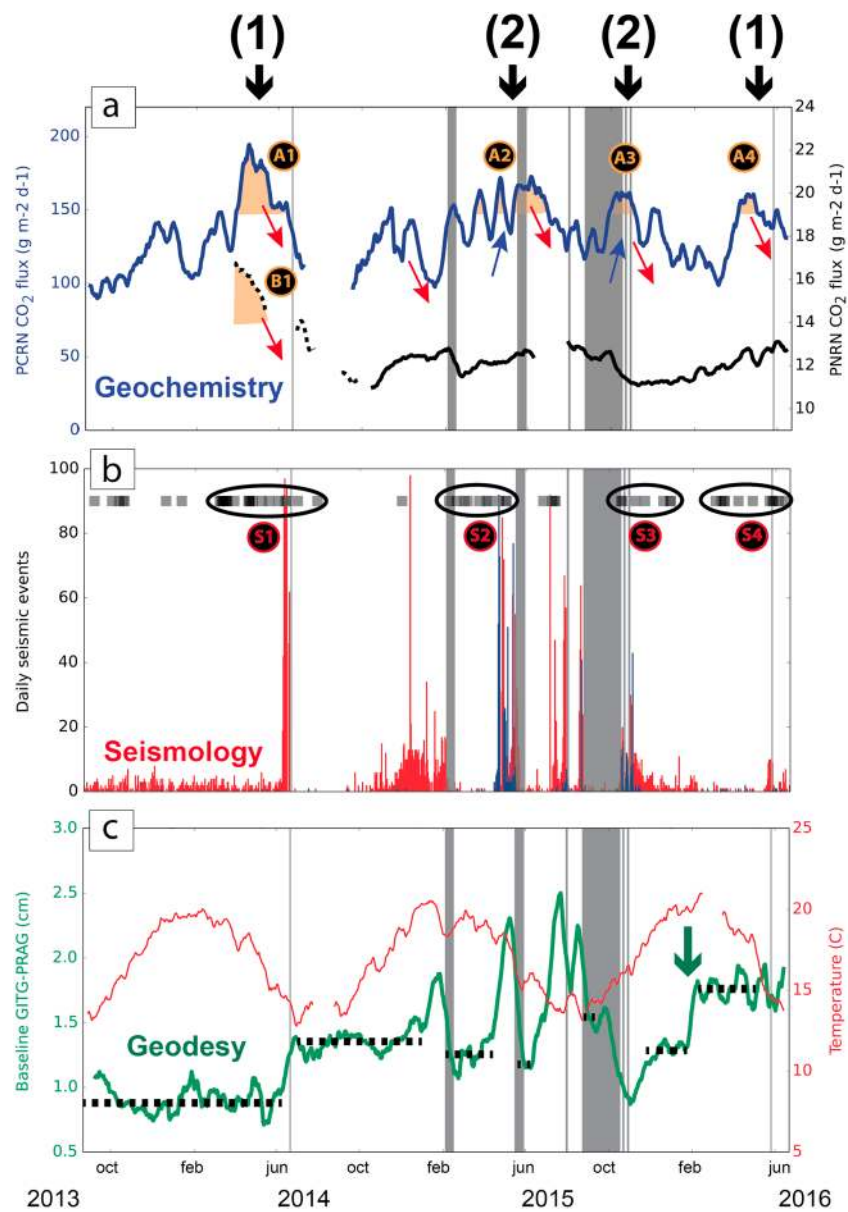 (1) (2) (2) (1)
a
200
150
100
50
0
PCRN CO2 flux (g m-2 d-1)
A1 A2 A3 A4
B1
Geochemistry
24
22
20
18
16
14
12
10
PNRN CO2 flux (g m-2 d-1)
b
100
80
60
40
20
0
Daily seismic events
S1 S2 S3 S4
Seismology
c
3.0
2.5
2.0
1.5
1.0
0.5
Baseline GITG-PRAG (cm)
Geodesy
25
20
15
10
5
Temperature (C)
oct feb jun oct feb jun oct feb jun
2013 2014 2015 2016